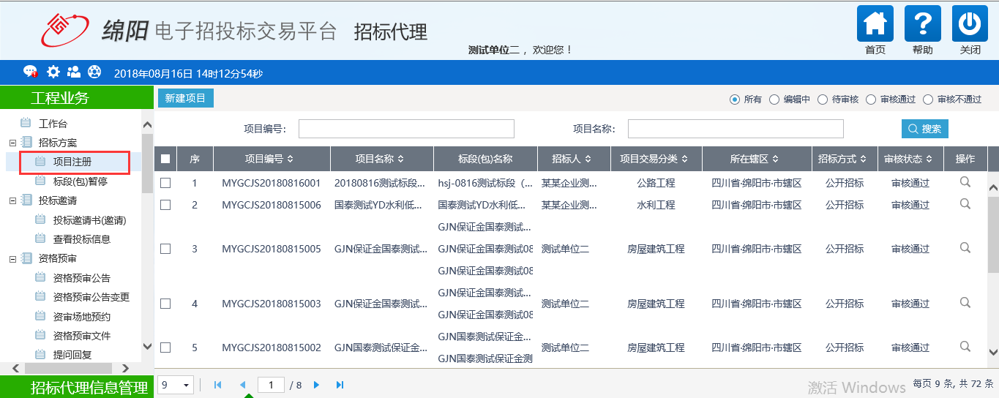 绵阳 电子招投标交易平台 招标代理
测试单位二 ，欢迎您！
首页 帮助 关闭
2018年08月16日 14时12分54秒
工程业务
工作台
招标方案
项目注册
标段(包)暂停
投标邀请
投标邀请书(邀请)
查看投标信息
资格预审
资格预审公告
资格预审公告变更
资审场地预约
资格预审文件
提问回复
招标代理信息管理
新建项目
所有 编辑中 待审核 审核通过 审核不通过
项目编号： 项目名称： 搜索
序 项目编号 项目名称 标段(包)名称 招标人 项目交易分类 所在辖区 招标方式 审核状态 操作
1 MYGCJS20180816001 20180816测试标段... hsj-0816测试标段（... 某某企业测... 公路工程 四川省·绵阳市·市辖区 公开招标 审核通过
2 MYGCJS20180815006 国泰测试YD水利低... 国泰测试YD水利低... 某某企业测... 水利工程 四川省·绵阳市·市辖区 公开招标 审核通过
GJN保证金国泰测试...
3 MYGCJS20180815005 GJN保证金国泰测试... GJN保证金国泰测试08 测试单位二 房屋建筑工程 四川省·绵阳市·市辖区 公开招标 审核通过
GJN保证金国泰测试08
GJN保证金国泰测试...
4 MYGCJS20180815003 GJN保证金国泰测试... 测试单位二 房屋建筑工程 四川省·绵阳市·市辖区 公开招标 审核通过
GJN保证金国泰测试08
GJN国泰测试保证金...
5 MYGCJS20180815002 GJN国泰测试保证金... 测试单位二 房屋建筑工程 四川省·绵阳市·市辖区 公开招标 审核通过
GJN国泰测试保证金测
9 1 / 8
激活 Windows
每页 9 条, 共 72 条